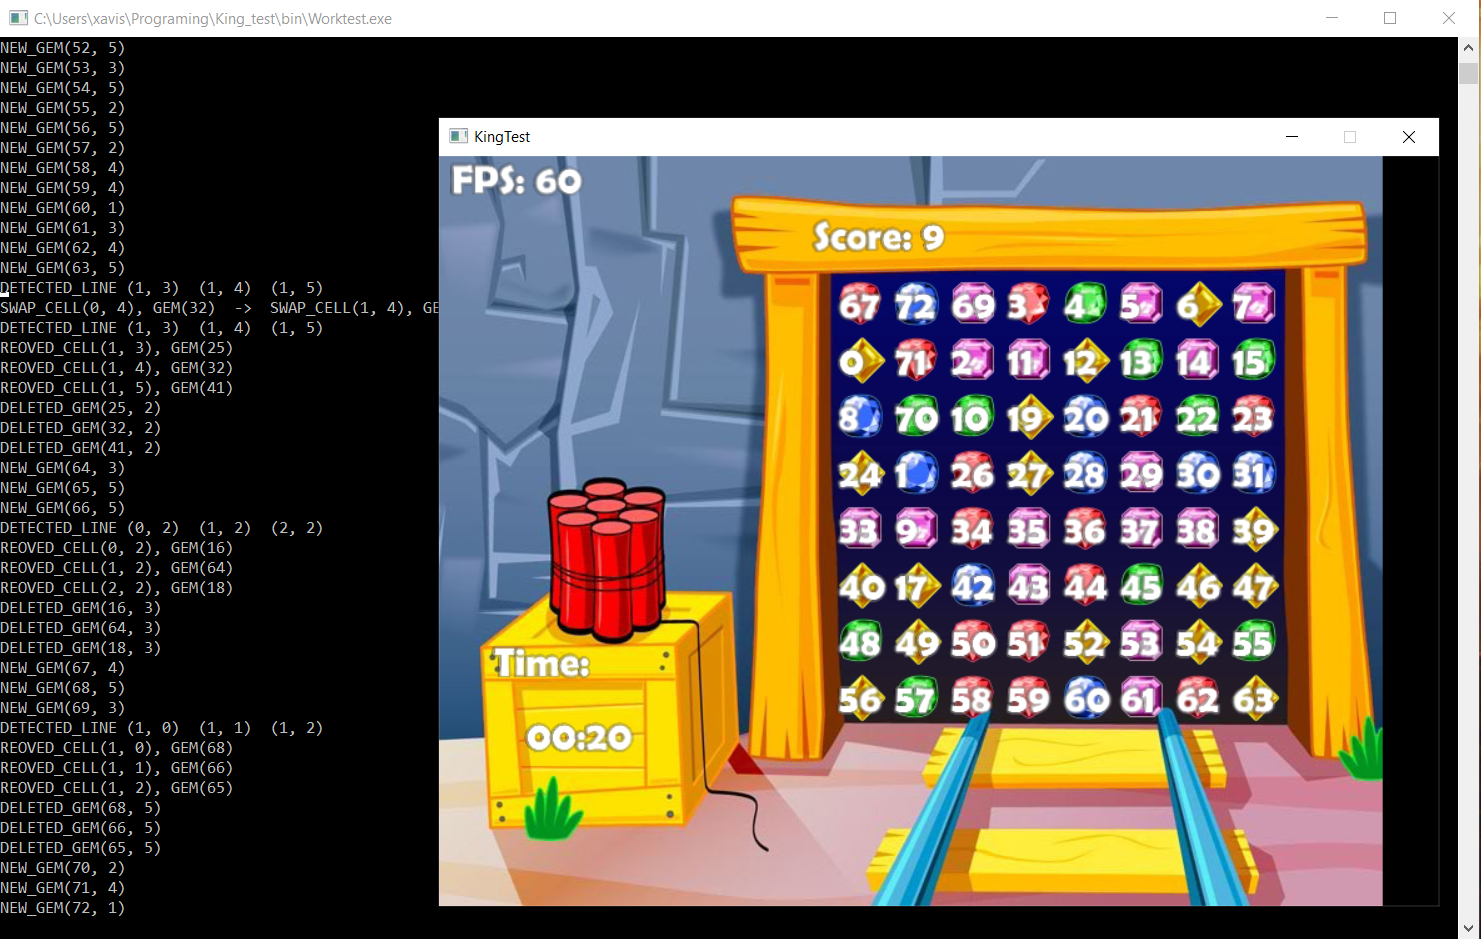 C:\Users\xavis\Programing\King_test\bin\Worktest.exe
NEW_GEM(52, 5)
NEW_GEM(53, 3)
NEW_GEM(54, 5)
NEW_GEM(55, 2)
NEW_GEM(56, 5)
NEW_GEM(57, 2)
NEW_GEM(58, 4)
NEW_GEM(59, 4)
NEW_GEM(60, 1)
NEW_GEM(61, 3)
NEW_GEM(62, 4)
NEW_GEM(63, 5)
DETECTED_LINE (1, 3)  (1, 4)  (1, 5)
SWAP_CELL(0, 4), GEM(32)  ->  SWAP_CELL(1, 4), GE
DETECTED_LINE (1, 3)  (1, 4)  (1, 5)
REOVED_CELL(1, 3), GEM(25)
REOVED_CELL(1, 4), GEM(32)
REOVED_CELL(1, 5), GEM(41)
DELETED_GEM(25, 2)
DELETED_GEM(32, 2)
DELETED_GEM(41, 2)
NEW_GEM(64, 3)
NEW_GEM(65, 5)
NEW_GEM(66, 5)
DETECTED_LINE (0, 2)  (1, 2)  (2, 2)
REOVED_CELL(0, 2), GEM(16)
REOVED_CELL(1, 2), GEM(64)
REOVED_CELL(2, 2), GEM(18)
DELETED_GEM(16, 3)
DELETED_GEM(64, 3)
DELETED_GEM(18, 3)
NEW_GEM(67, 4)
NEW_GEM(68, 5)
NEW_GEM(69, 3)
DETECTED_LINE (1, 0)  (1, 1)  (1, 2)
REOVED_CELL(1, 0), GEM(68)
REOVED_CELL(1, 1), GEM(66)
REOVED_CELL(1, 2), GEM(65)
DELETED_GEM(68, 5)
DELETED_GEM(66, 5)
DELETED_GEM(65, 5)
NEW_GEM(70, 2)
NEW_GEM(71, 4)
NEW_GEM(72, 1)
KingTest
FPS: 60
Score: 9
67 72 69 3 4 5 6 7
0 71 2 11 12 13 14 15
8 70 10 19 20 21 22 23
24 1 26 27 28 29 30 31
33 9 34 35 36 37 38 39
40 17 42 43 44 45 46 47
48 49 50 51 52 53 54 55
56 57 58 59 60 61 62 63
Time:
00:20